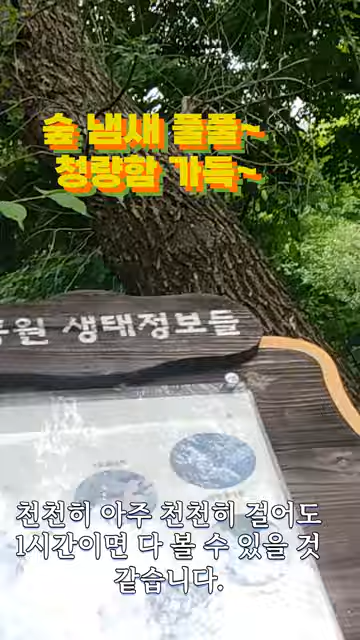 숲 냄새 풀풀~
청량함 가득~
생태정보들
천천히 아주 천천히 걸어도
1시간이면 다 볼 수 있을 것
같습니다.